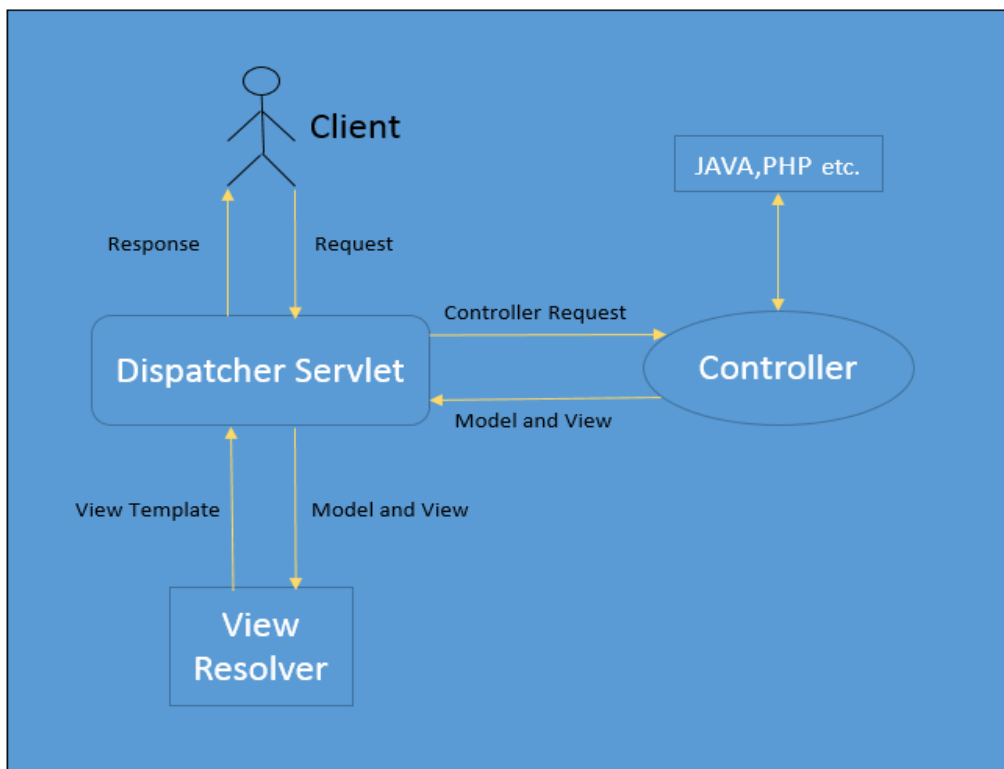 Client
JAVA,PHP etc.
Response
Request
Controller Request
Dispatcher Servlet
Controller
Model and View
View Template
Model and View
View
Resolver